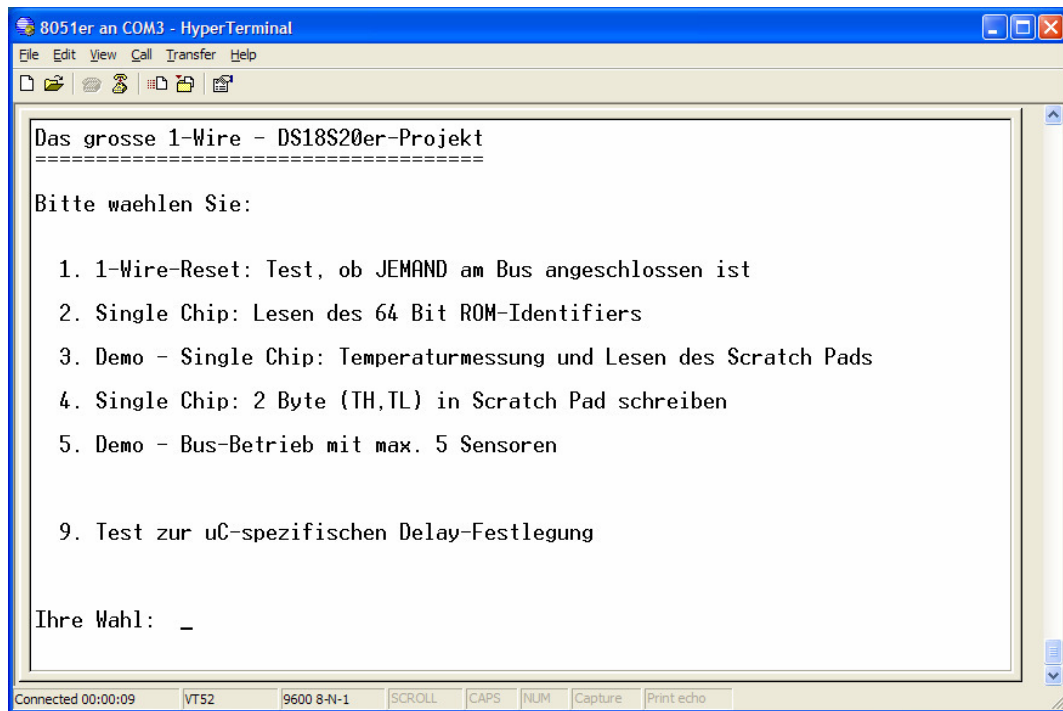 8051er an COM3 - HyperTerminal
File Edit View Call Transfer Help
Das grosse 1-Wire - DS18S20er-Projekt
=====================================
Bitte waehlen Sie:
1. 1-Wire-Reset: Test, ob JEMAND am Bus angeschlossen ist
2. Single Chip: Lesen des 64 Bit ROM-Identifiers
3. Demo - Single Chip: Temperaturmessung und Lesen des Scratch Pads
4. Single Chip: 2 Byte (TH,TL) in Scratch Pad schreiben
5. Demo - Bus-Betrieb mit max. 5 Sensoren
9. Test zur uC-spezifischen Delay-Festlegung
Ihre Wahl: _
Connected 00:00:09 VT52 9600 8-N-1 SCROLL CAPS NUM Capture Print echo